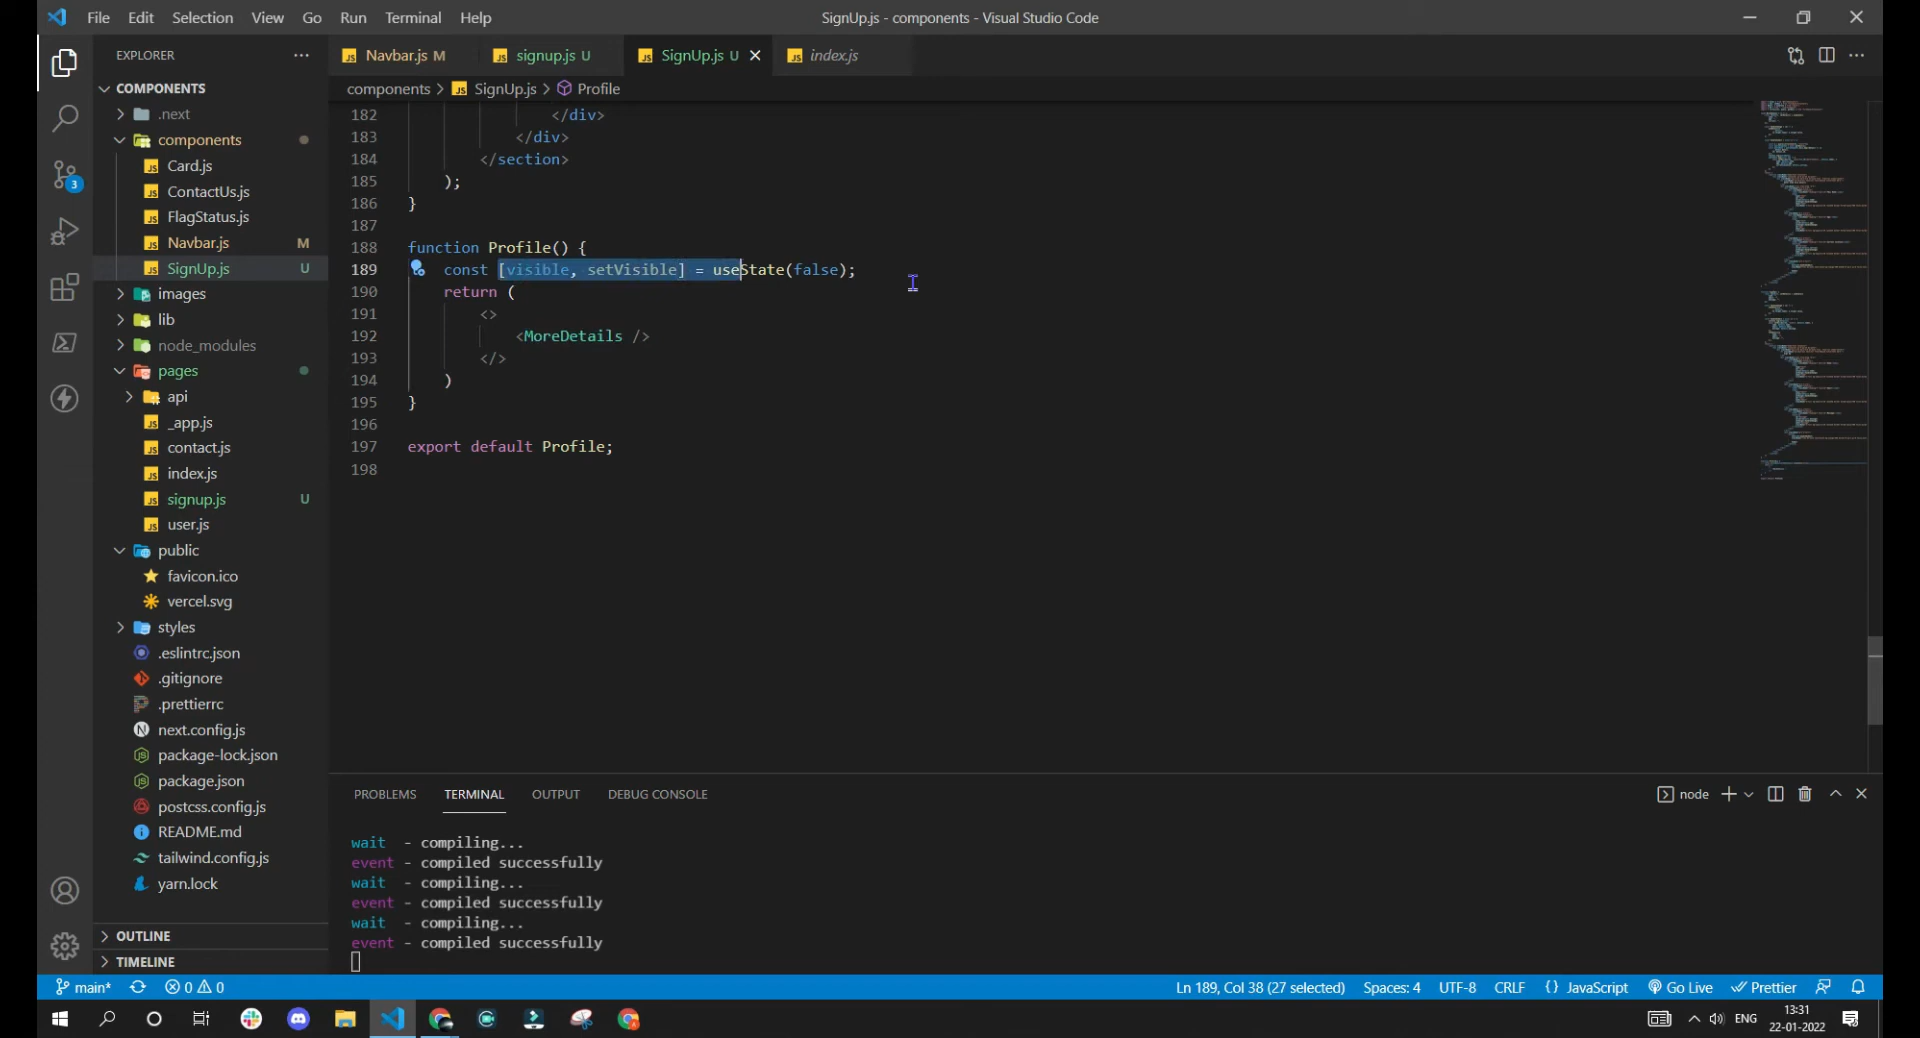 File Edit Selection View Go Run Terminal Help
SignUp.js - components - Visual Studio Code
EXPLORER
Navbar.js M
signup.js U
SignUp.js U
index.js
COMPONENTS
components > SignUp.js > Profile
.next
components
Card.js
ContactUs.js
FlagStatus.js
Navbar.js M
SignUp.js U
images
lib
node_modules
pages
api
_app.js
contact.js
index.js
signup.js U
user.js
public
favicon.ico
vercel.svg
styles
.eslintrc.json
.gitignore
.prettierrc
next.config.js
package-lock.json
package.json
postcss.config.js
README.md
tailwind.config.js
yarn.lock
OUTLINE
TIMELINE
3
182 </div>
183 </div>
184 </section>
185 );
186 }
187
188 function Profile() {
189 const [visible, setVisible] = useState(false);
190 return (
191 <>
192 <MoreDetails />
193 </>
194 )
195 }
196
197 export default Profile;
198
PROBLEMS TERMINAL OUTPUT DEBUG CONSOLE
node
wait - compiling...
event - compiled successfully
wait - compiling...
event - compiled successfully
wait - compiling...
event - compiled successfully
main* 0 0
Ln 189, Col 38 (27 selected) Spaces: 4 UTF-8 CRLF {} JavaScript Go Live Prettier
ENG
13:31
22-01-2022